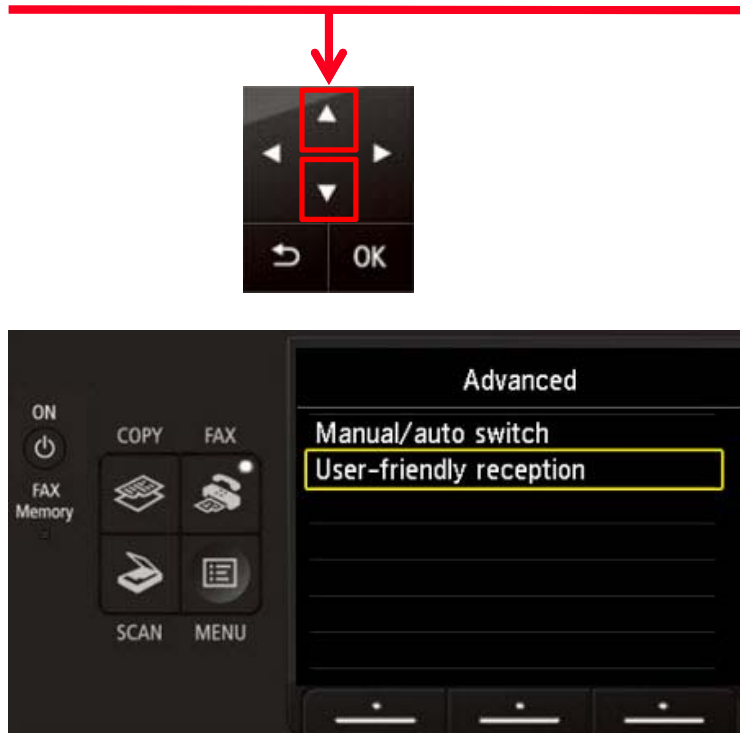 OK
Advanced
ON
COPY FAX
Manual/auto switch
User-friendly reception
FAX
Memory
SCAN MENU